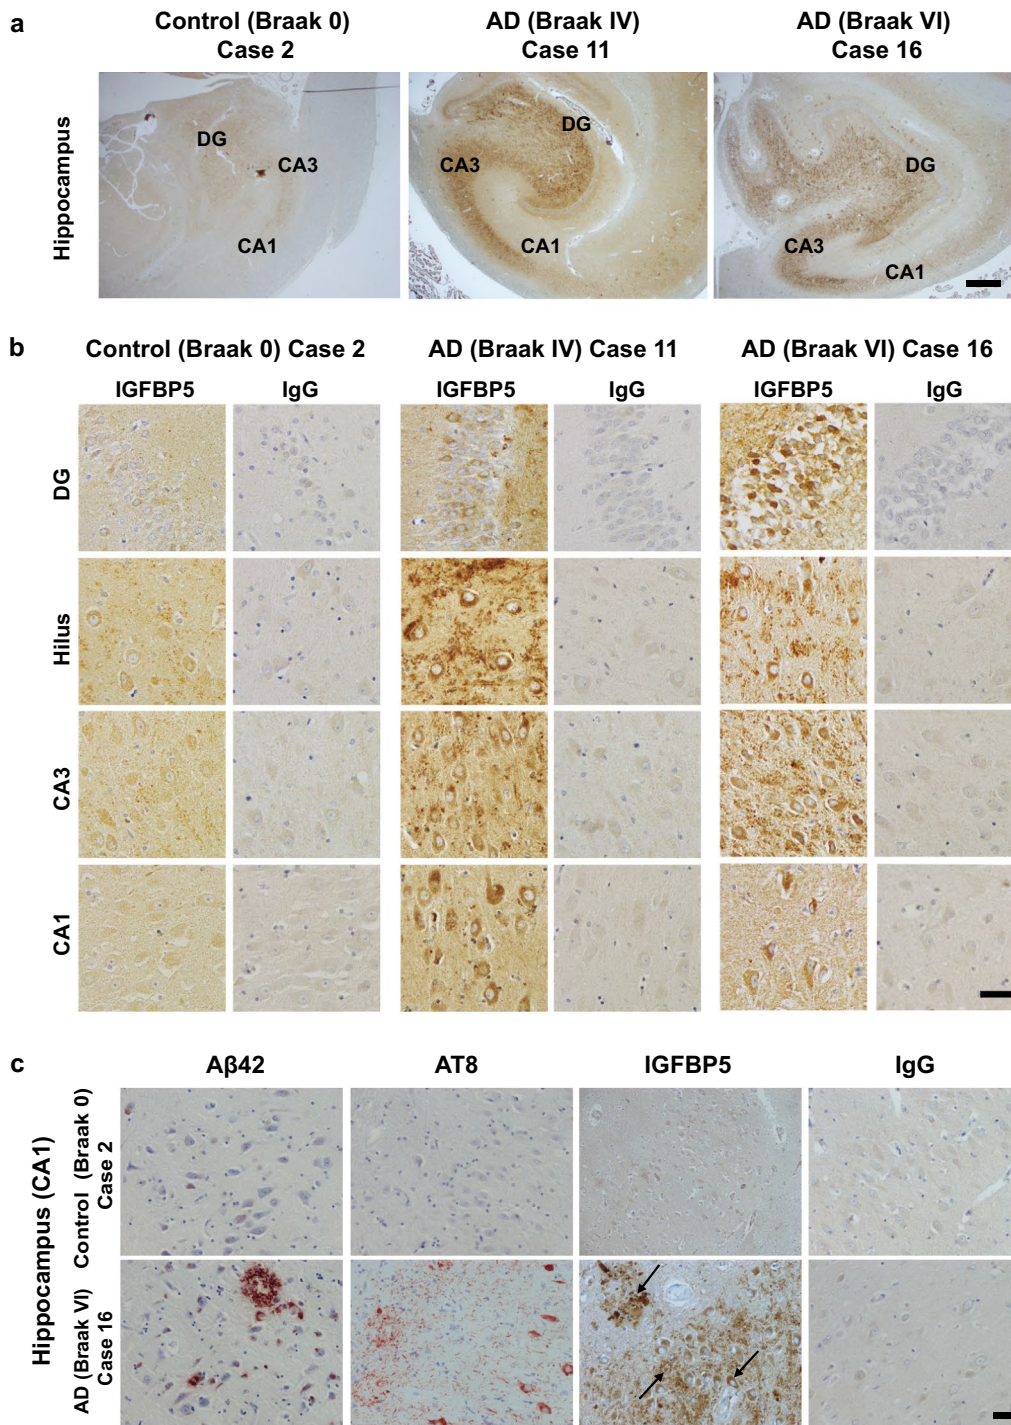 a
Control (Braak 0)
Case 2
AD (Braak IV)
Case 11
AD (Braak VI)
Case 16
Hippocampus
DG
CA3
CA1
DG
CA3
CA1
DG
CA3
CA1
b
Control (Braak 0) Case 2
AD (Braak IV) Case 11
AD (Braak VI) Case 16
IGFBP5
IgG
IGFBP5
IgG
IGFBP5
IgG
DG
Hilus
CA3
CA1
c
Aβ42
AT8
IGFBP5
IgG
Hippocampus (CA1)
Control (Braak 0)
Case 2
AD (Braak VI)
Case 16